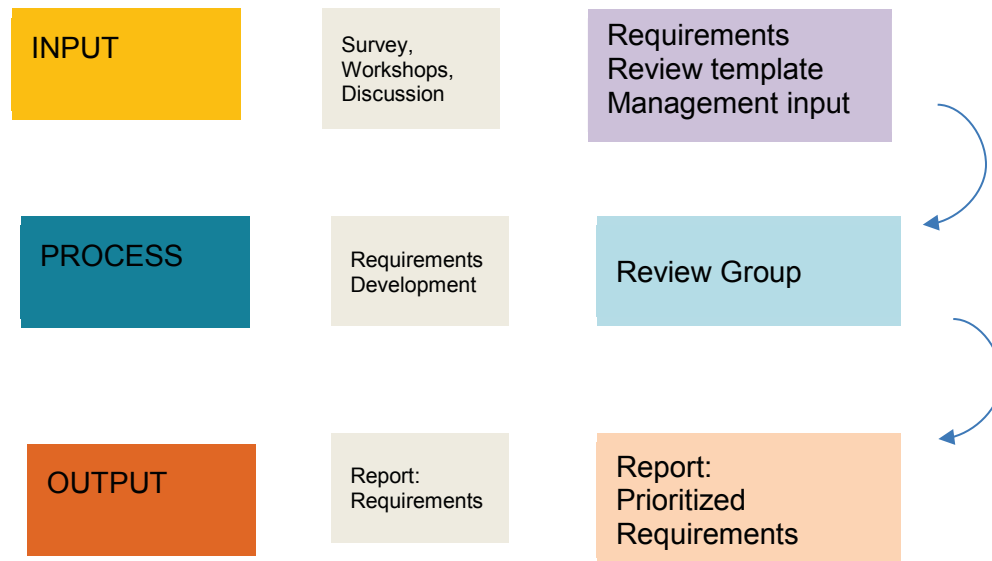 INPUT
Survey,
Workshops,
Discussion
Requirements
Review template
Management input
PROCESS
Requirements
Development
Review Group
OUTPUT
Report:
Requirements
Report:
Prioritized
Requirements